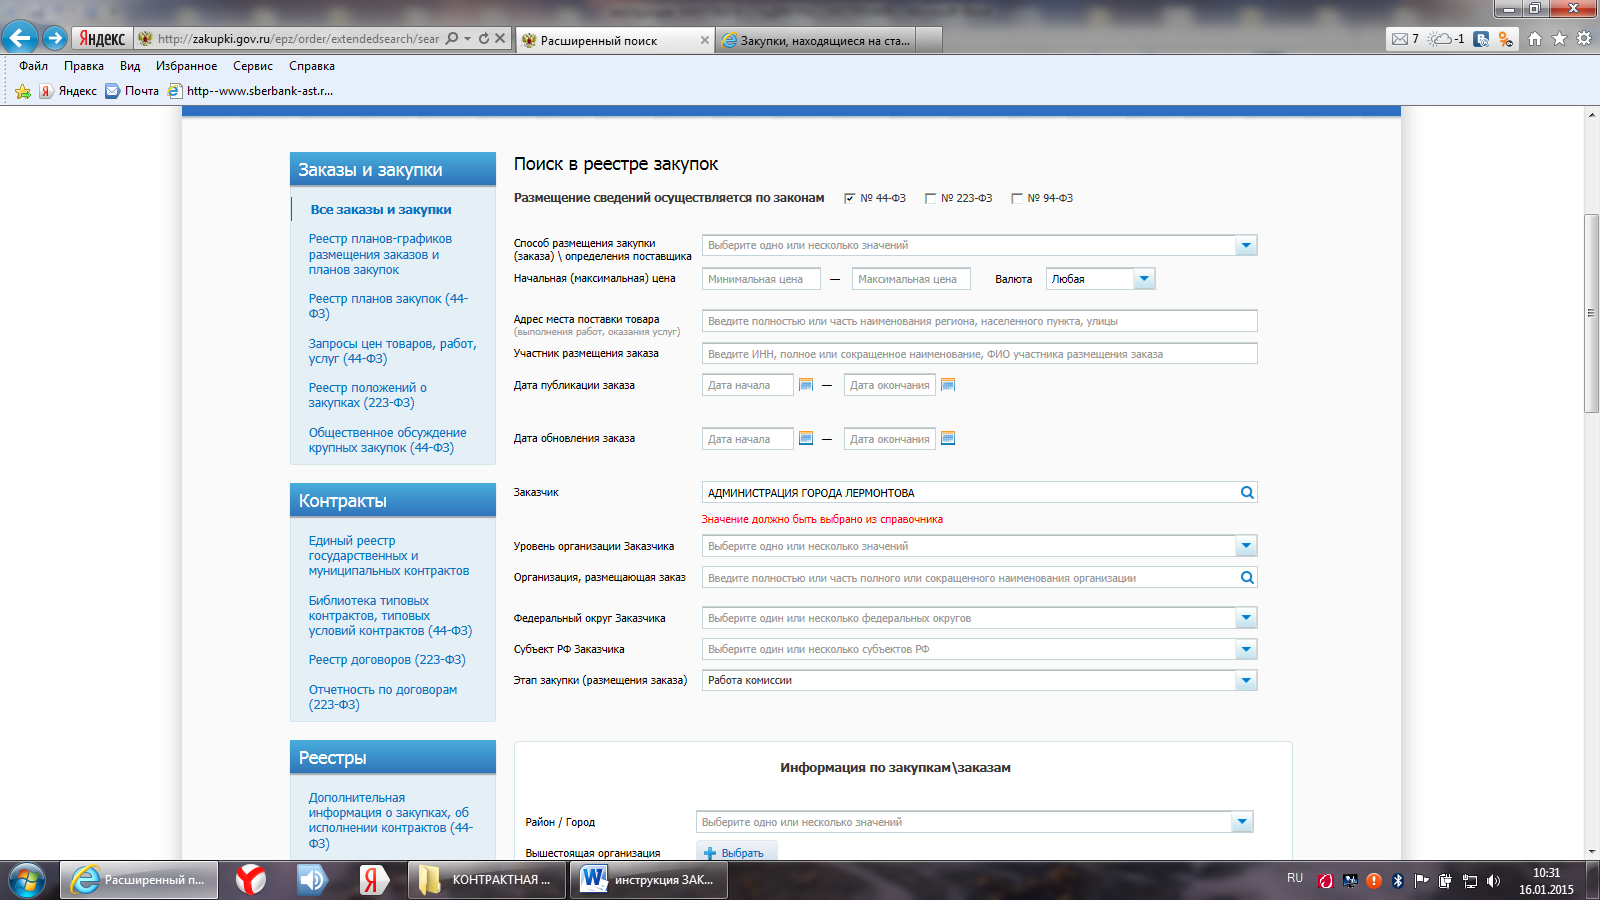 Яндекс
http://zakupki.gov.ru/epz/order/extendedsearch/sear
Расширенный поиск
Закупки, находящиеся на ста...
7
-1
Файл Правка Вид Избранное Сервис Справка
Яндекс Почта http--www.sberbank-ast.r...
Заказы и закупки
Все заказы и закупки
Реестр планов-графиков
размещения заказов и
планов закупок
Реестр планов закупок (44-
ФЗ)
Запросы цен товаров, работ,
услуг (44-ФЗ)
Реестр положений о
закупках (223-ФЗ)
Общественное обсуждение
крупных закупок (44-ФЗ)
Контракты
Единый реестр
государственных и
муниципальных контрактов
Библиотека типовых
контрактов, типовых
условий контрактов (44-ФЗ)
Реестр договоров (223-ФЗ)
Отчетность по договорам
(223-ФЗ)
Реестры
Дополнительная
информация о закупках, об
исполнении контрактов (44-
ФЗ)
Поиск в реестре закупок
Размещение сведений осуществляется по законам № 44-ФЗ № 223-ФЗ № 94-ФЗ
Способ размещения закупки
(заказа) \ определения поставщика
Выберите одно или несколько значений
Начальная (максимальная) цена Минимальная цена — Максимальная цена Валюта Любая
Адрес места поставки товара
(выполнения работ, оказания услуг)
Введите полностью или часть наименования региона, населенного пункта, улицы
Участник размещения заказа Введите ИНН, полное или сокращенное наименование, ФИО участника размещения заказа
Дата публикации заказа Дата начала — Дата окончания
Дата обновления заказа Дата начала — Дата окончания
Заказчик АДМИНИСТРАЦИЯ ГОРОДА ЛЕРМОНТОВА
Значение должно быть выбрано из справочника
Уровень организации Заказчика Выберите одно или несколько значений
Организация, размещающая заказ Введите полностью или часть полного или сокращенного наименования организации
Федеральный округ Заказчика Выберите один или несколько федеральных округов
Субъект РФ Заказчика Выберите один или несколько субъектов РФ
Этап закупки (размещения заказа) Работа комиссии
Информация по закупкам\заказам
Район / Город Выберите одно или несколько значений
Вышестоящая организация Выбрать
Расширенный п...
КОНТРАКТНАЯ ...
инструкция ЗАК...
RU
10:31
16.01.2015